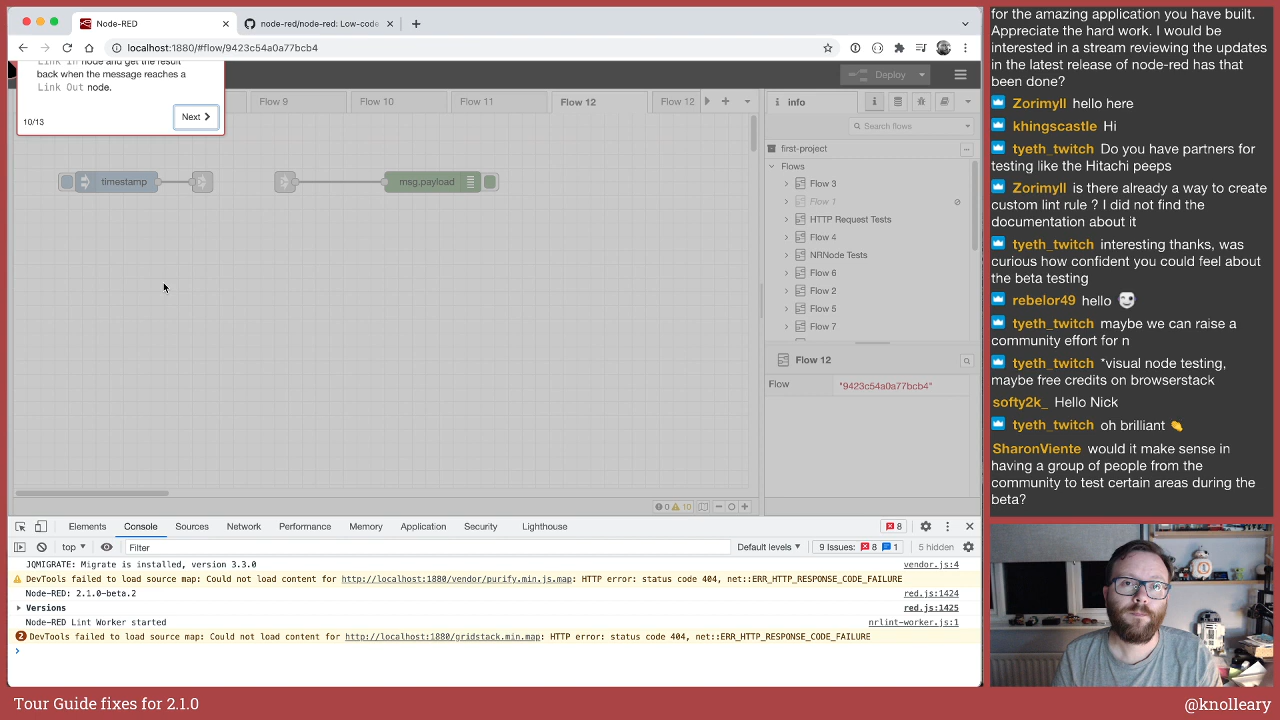 Node-RED
node-red/node-red: Low-code
localhost:1880/#flow/9423c54a0a77bcb4
Link In node and get the result
back when the message reaches a
Link Out node.
10/13
Next
Deploy
Flow 9
Flow 10
Flow 11
Flow 12
Flow 12
info
Search flows
timestamp
msg.payload
first-project
Flows
Flow 3
Flow 1
HTTP Request Tests
Flow 4
NRNode Tests
Flow 6
Flow 2
Flow 5
Flow 7
Flow 12
Flow
"9423c54a0a77bcb4"
0 10
Elements
Console
Sources
Network
Performance
Memory
Application
Security
Lighthouse
8
top
Filter
Default levels
9 Issues: 8 1
5 hidden
JQMIGRATE: Migrate is installed, version 3.3.0
vendor.js:4
DevTools failed to load source map: Could not load content for http://localhost:1880/vendor/purify.min.js.map: HTTP error: status code 404, net::ERR_HTTP_RESPONSE_CODE_FAILURE
Node-RED: 2.1.0-beta.2
red.js:1424
Versions
red.js:1425
Node-RED Lint Worker started
nrlint-worker.js:1
2 DevTools failed to load source map: Could not load content for http://localhost:1880/pridstack.min.map: HTTP error: status code 404, net::ERR_HTTP_RESPONSE_CODE_FAILURE
for the amazing application you have built.
Appreciate the hard work. I would be
interested in a stream reviewing the updates
in the latest release of node-red has that
been done?
Zorimyll hello here
khingscastle Hi
tyeth_twitch Do you have partners for
testing like the Hitachi peeps
Zorimyll is there already a way to create
custom lint rule ? I did not find the
documentation about it
tyeth_twitch interesting thanks, was
curious how confident you could feel about
the beta testing
rebelor49 hello
tyeth_twitch maybe we can raise a
community effort for n
tyeth_twitch *visual node testing,
maybe free credits on browserstack
softy2k_ Hello Nick
tyeth_twitch oh brilliant
SharonViente would it make sense in
having a group of people from the
community to test certain areas during the
beta?
Tour Guide fixes for 2.1.0
@knolleary